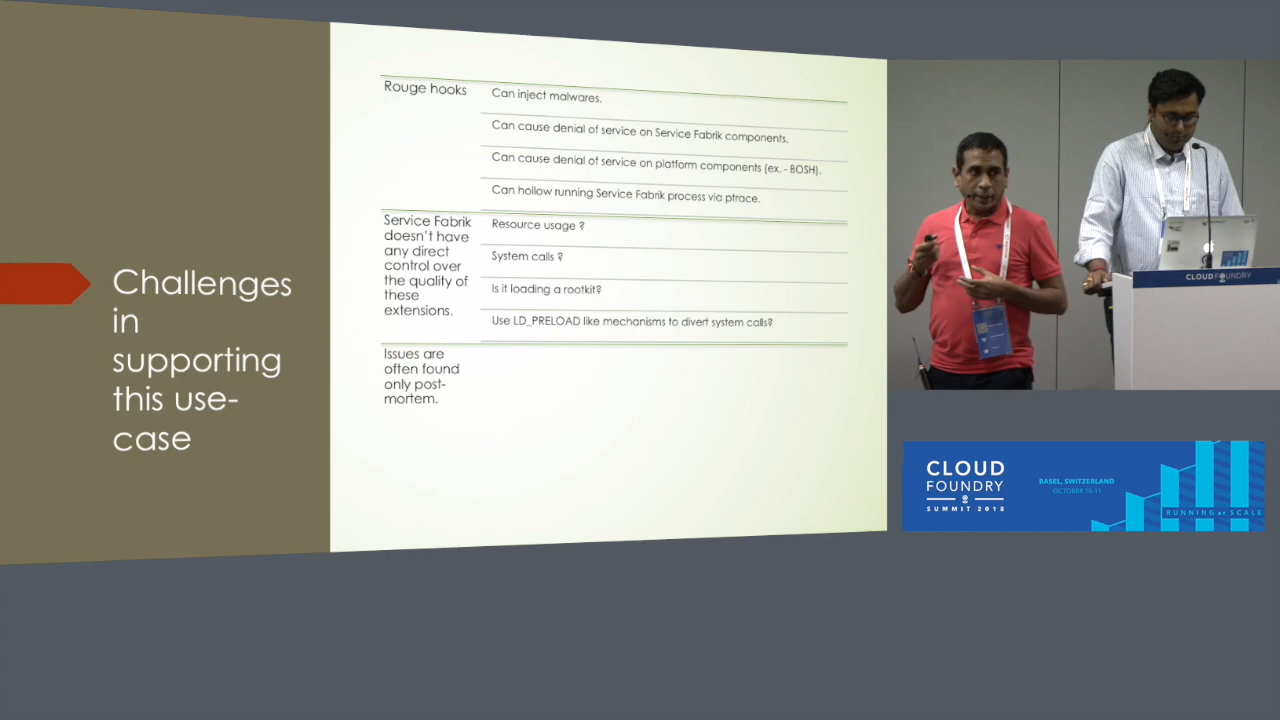 Challenges
in
supporting
this use-
case
Rouge hooks
Can inject malwares.
Can cause denial of service on Service Fabrik components.
Can cause denial of service on platform components (ex. - BOSH).
Can hollow running Service Fabrik process via ptrace.
Service Fabrik
doesn't have
any direct
control over
the quality of
these
extensions.
Resource usage ?
System calls ?
Is it loading a rootkit?
Use LD_PRELOAD like mechanisms to divert system calls?
Issues are
often found
only post-
mortem.
CLOUD FOUNDRY
CLOUD
FOUNDRY
SUMMIT 2018
BASEL, SWITZERLAND
OCTOBER 10-11
RUNNING AT SCALE